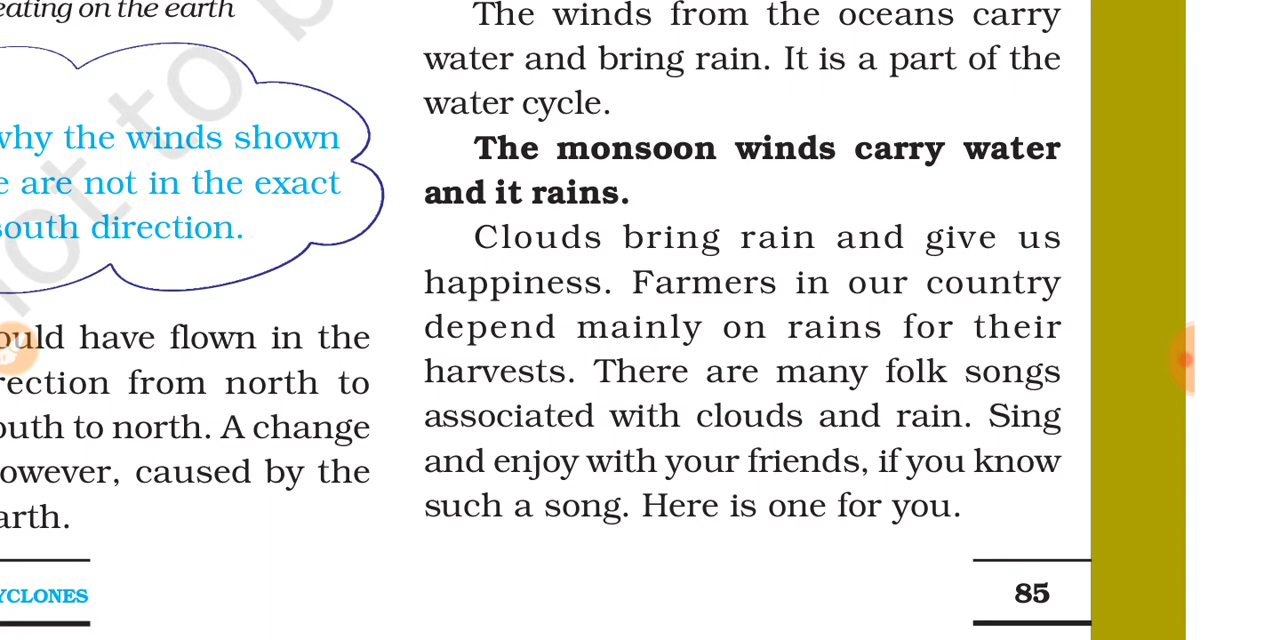 eating on the earth
why the winds shown
e are not in the exact
south direction.
ould have flown in the
rection from north to
outh to north. A change
owever, caused by the
arth.
YCLONES
The winds from the oceans carry
water and bring rain. It is a part of the
water cycle.
The monsoon winds carry water
and it rains.
Clouds bring rain and give us
happiness. Farmers in our country
depend mainly on rains for their
harvests. There are many folk songs
associated with clouds and rain. Sing
and enjoy with your friends, if you know
such a song. Here is one for you.
85
not to b